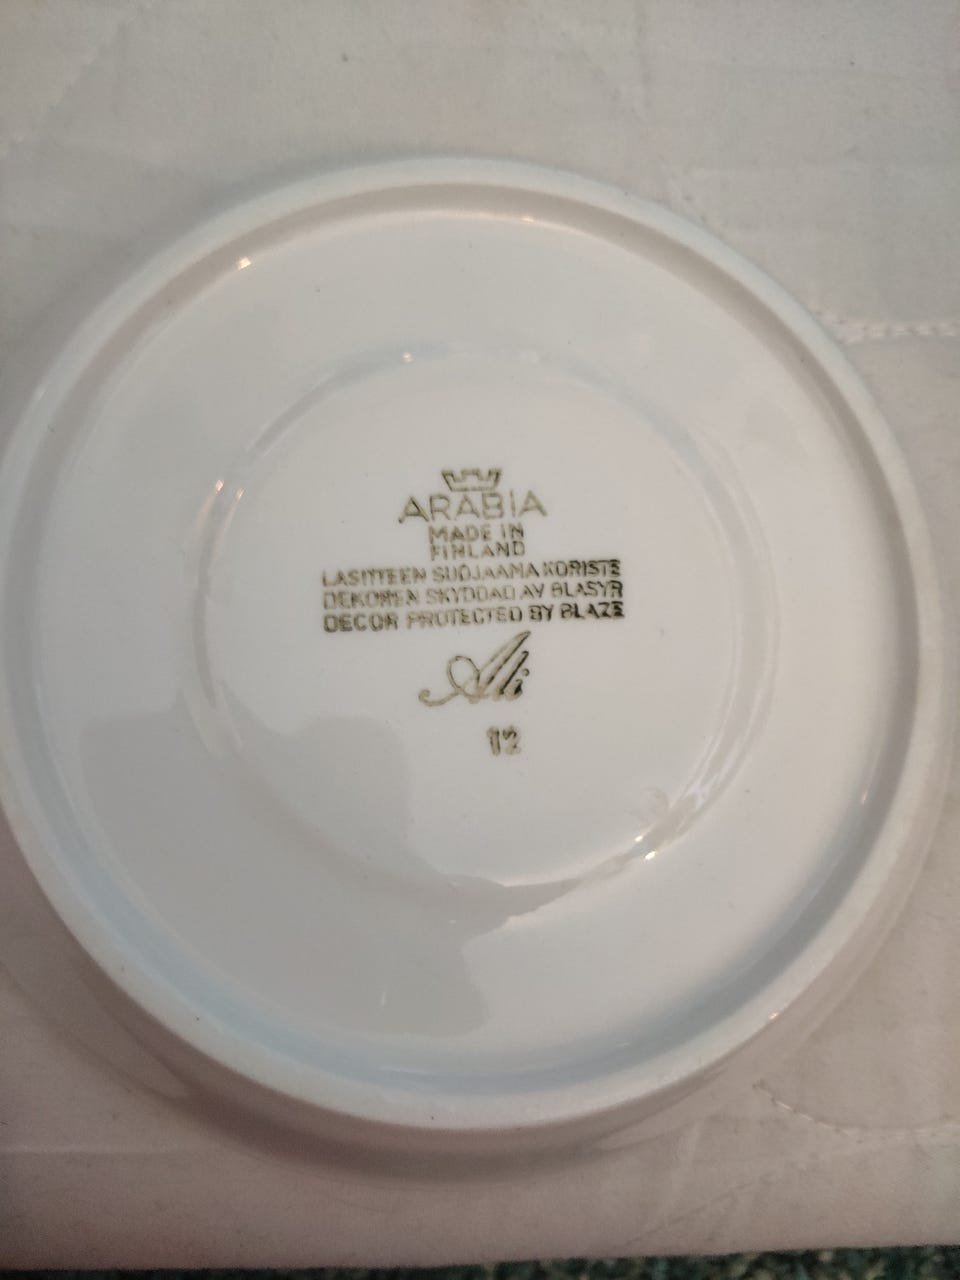 ARABIA
MADE IN
FINLAND
LASITTEEN SUOJAAMA KORISTE
DEKOREN SKYDDAD AV GLASYR
DECOR PROTECTED BY GLAZE
Ali
12